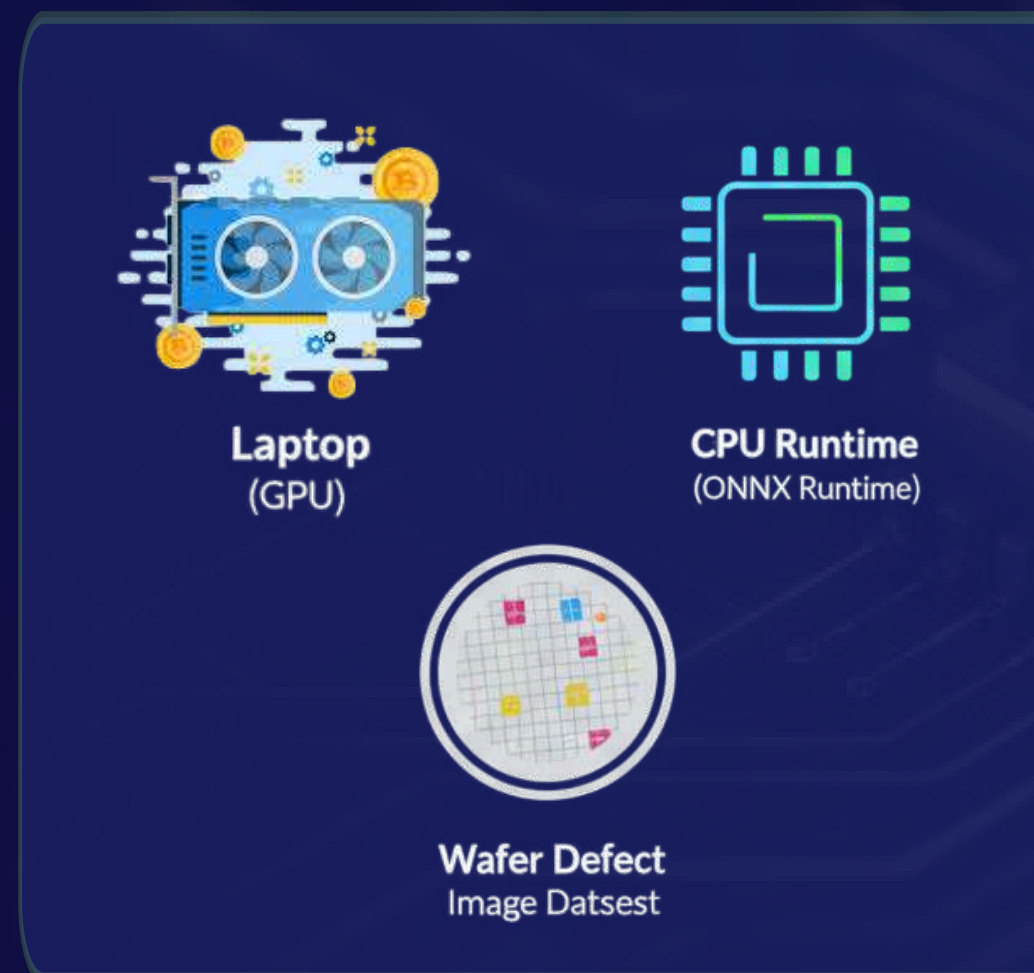 Laptop
(GPU)
CPU Runtime
(ONNX Runtime)
Wafer Defect
Image Datsest